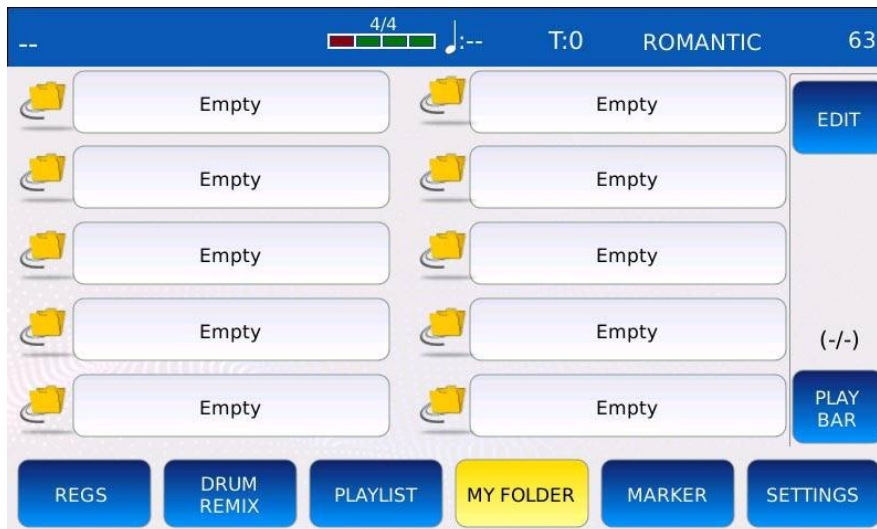 -- 4/4 :-- T:0 ROMANTIC 63
Empty Empty
EDIT
Empty Empty
Empty Empty
Empty Empty
(-/-)
Empty Empty
PLAY
BAR
REGS
DRUM
REMIX
PLAYLIST
MY FOLDER
MARKER
SETTINGS